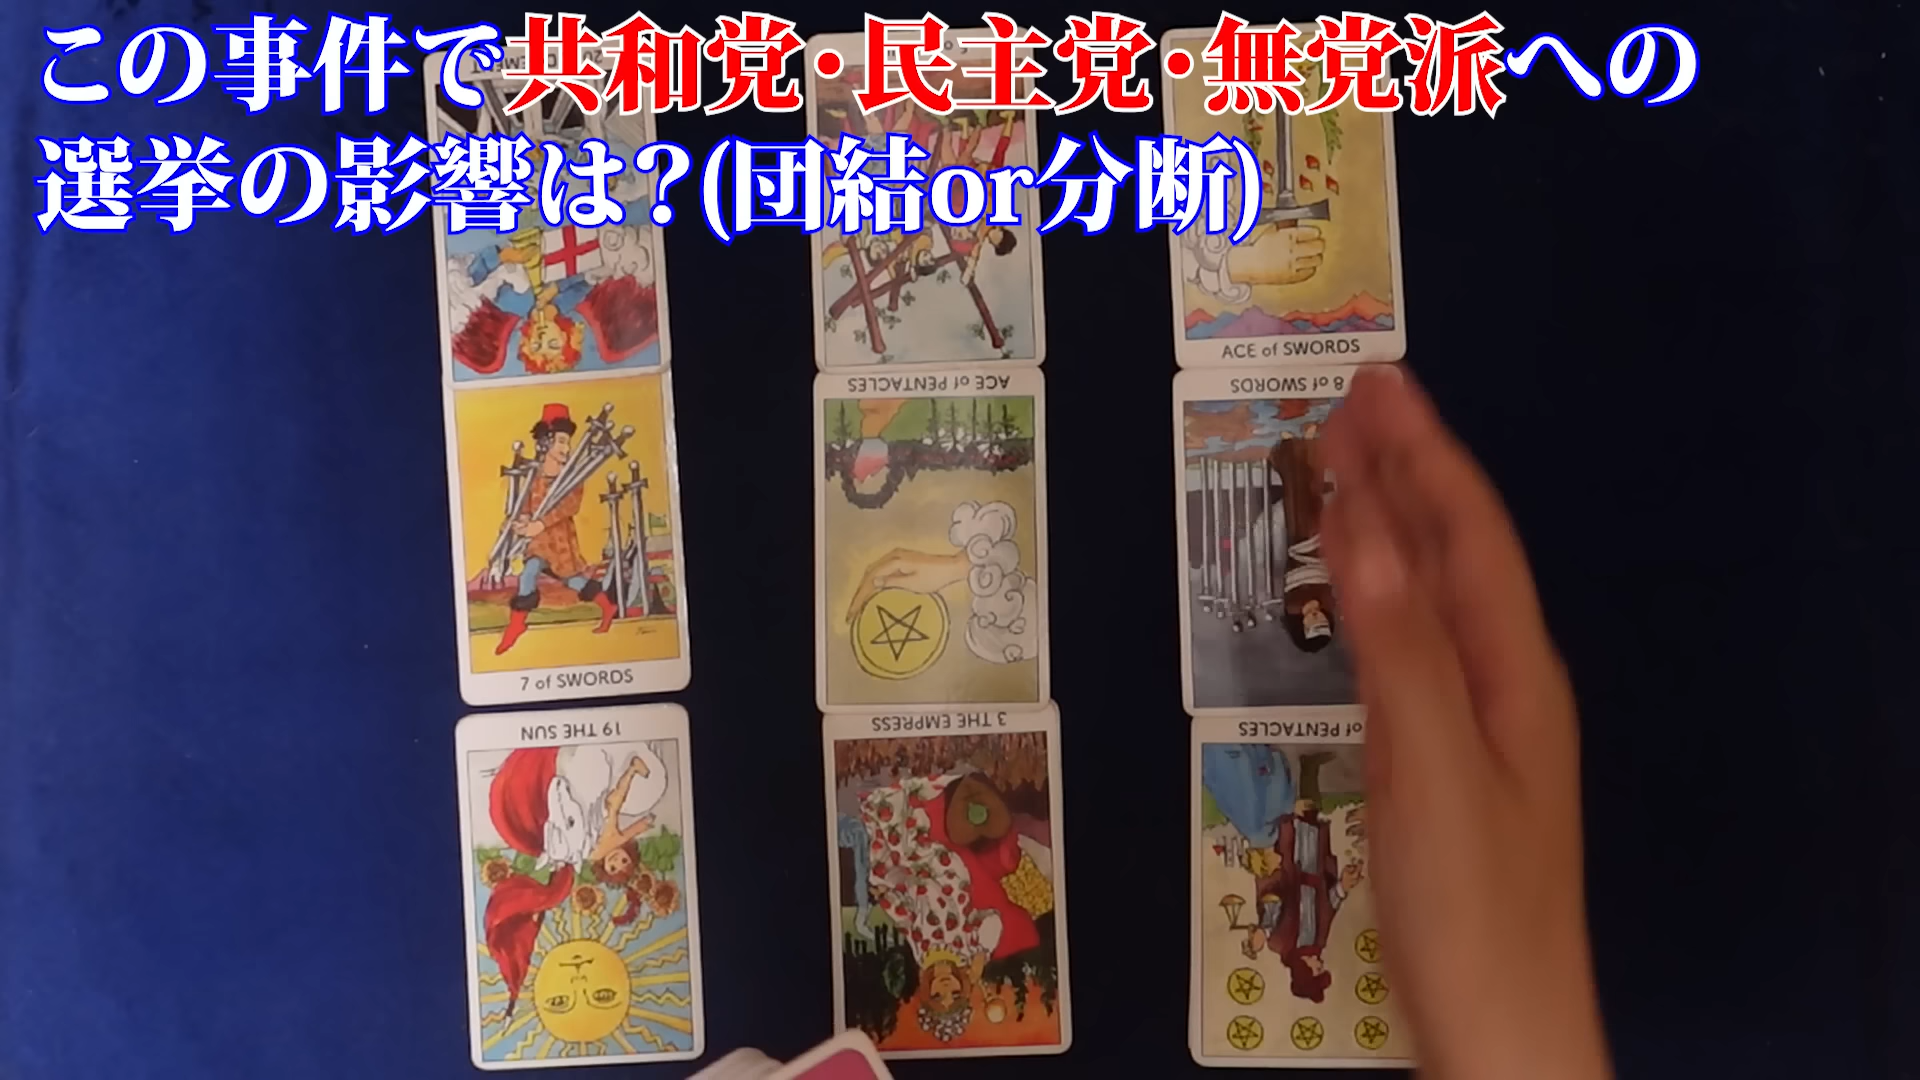 この事件で共和党・民主党・無党派への
選挙の影響は？(団結or分断)
ACE of SWORDS
ACE of PENTACLES
8 of SWORDS
7 of SWORDS
19 THE SUN
3 THE EMPRESS
of PENTACLES